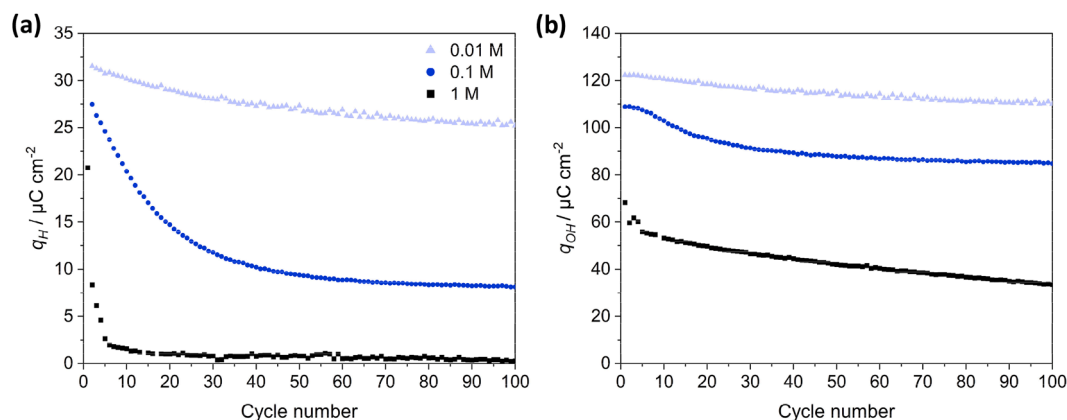 (a)
35
30
25
20
15
10
5
0
q_H / µC cm⁻²
0 10 20 30 40 50 60 70 80 90 100
Cycle number
0.01 M
0.1 M
1 M
(b)
140
120
100
80
60
40
20
0
q_OH / µC cm⁻²
0 10 20 30 40 50 60 70 80 90 100
Cycle number